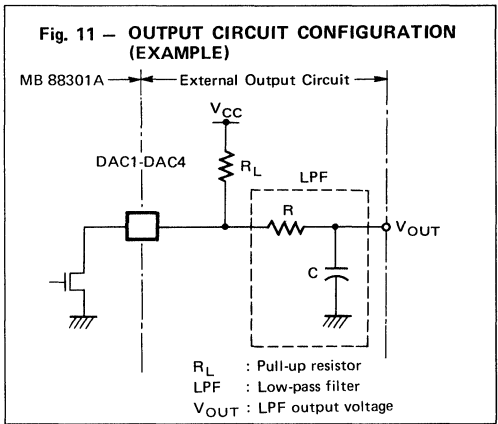 Fig. 11 — OUTPUT CIRCUIT CONFIGURATION
(EXAMPLE)
MB 88301A
External Output Circuit
VCC
DAC1-DAC4
RL
LPF
R
VOUT
C
RL : Pull-up resistor
LPF : Low-pass filter
VOUT : LPF output voltage